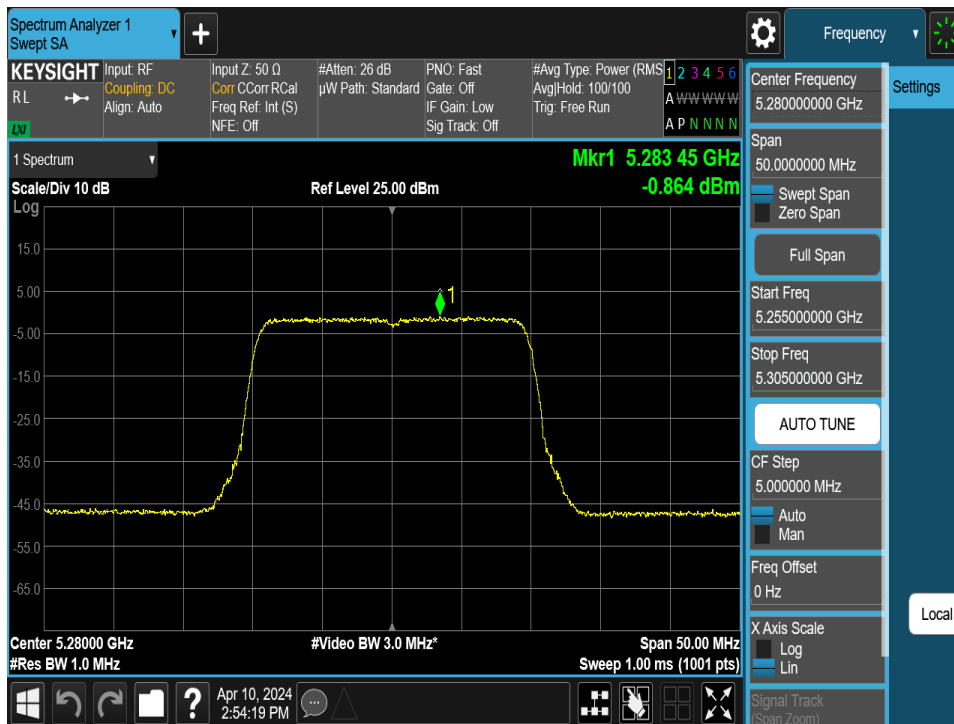 Spectrum Analyzer 1
Swept SA
+
Frequency
KEYSIGHT
R L
LXI
Input: RF
Coupling: DC
Align: Auto
Input Z: 50 Ω
Corr CCorr RCal
Freq Ref: Int (S)
NFE: Off
#Atten: 26 dB
µW Path: Standard
PNO: Fast
Gate: Off
IF Gain: Low
Sig Track: Off
#Avg Type: Power (RMS
Avg|Hold: 100/100
Trig: Free Run
1 2 3 4 5 6
A W W W W W
A P N N N N
1 Spectrum
Mkr1 5.283 45 GHz
-0.864 dBm
Scale/Div 10 dB
Ref Level 25.00 dBm
Log
15.0
5.00
-5.00
-15.0
-25.0
-35.0
-45.0
-55.0
-65.0
1
Center 5.28000 GHz
#Video BW 3.0 MHz*
Span 50.00 MHz
#Res BW 1.0 MHz
Sweep 1.00 ms (1001 pts)
Center Frequency
5.280000000 GHz
Span
50.0000000 MHz
Swept Span
Zero Span
Full Span
Start Freq
5.255000000 GHz
Stop Freq
5.305000000 GHz
AUTO TUNE
CF Step
5.000000 MHz
Auto
Man
Freq Offset
0 Hz
X Axis Scale
Log
Lin
Signal Track
(Span Zoom)
Settings
Local
?
Apr 10, 2024
2:54:19 PM